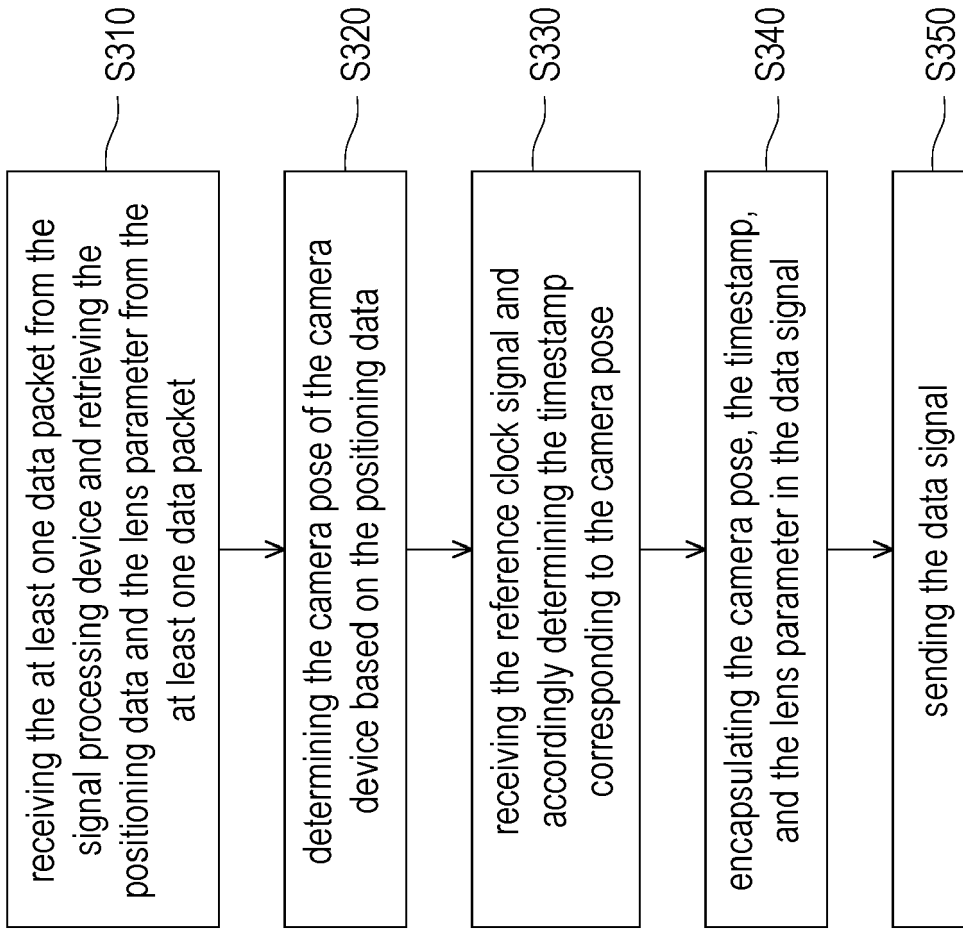 receiving the at least one data packet from the
signal processing device and retrieving the
positioning data and the lens parameter from the
at least one data packet
S310
determining the camera pose of the camera
device based on the positioning data
S320
receiving the reference clock signal and
accordingly determining the timestamp
corresponding to the camera pose
S330
encapsulating the camera pose, the timestamp,
and the lens parameter in the data signal
S340
sending the data signal
S350